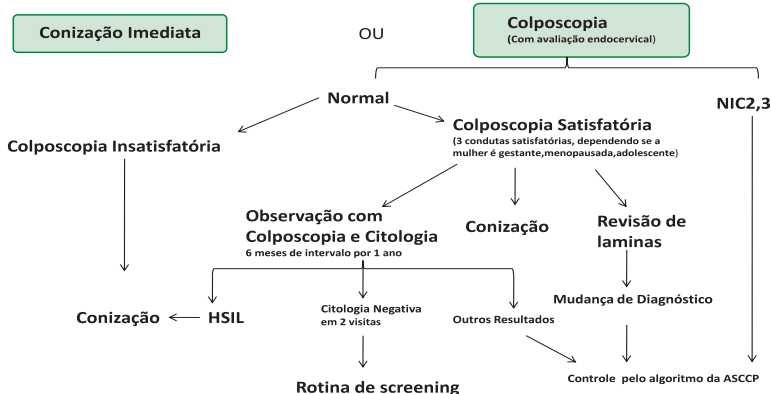 Conização Imediata
OU
Colposcopia
(Com avaliação endocervical)
Normal
NIC2,3
Colposcopia Insatisfatória
Colposcopia Satisfatória
(3 condutas satisfatórias, dependendo se a
mulher é gestante,menopausada,adolescente)
Observação com
Colposcopia e Citologia
6 meses de intervalo por 1 ano
Conização
Revisão de
laminas
Mudança de Diagnóstico
Conização
HSIL
Citologia Negativa
em 2 visitas
Outros Resultados
Rotina de screening
Controle pelo algoritmo da ASCCP